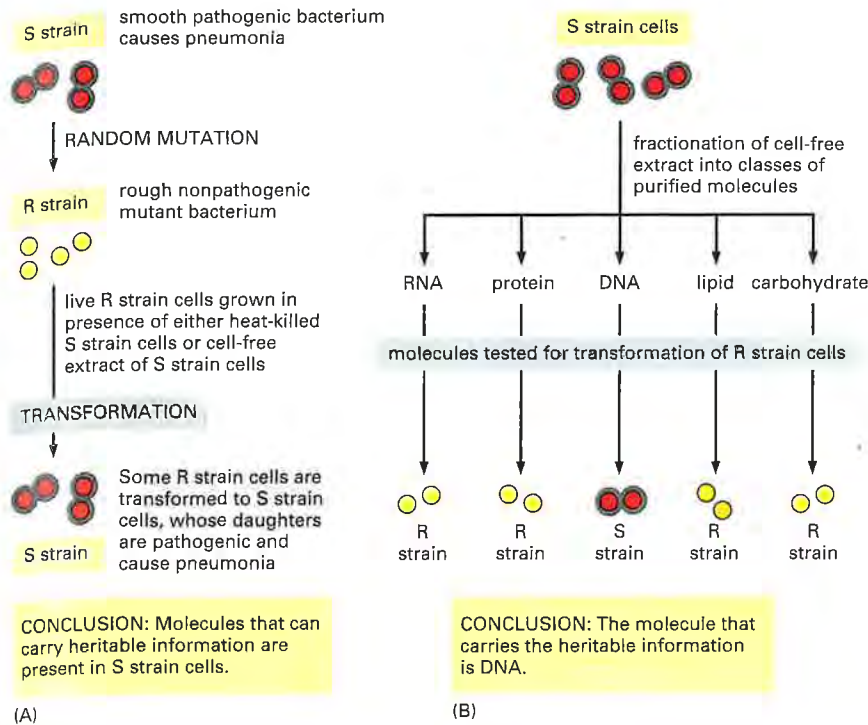 S strain
smooth pathogenic bacterium
causes pneumonia
RANDOM MUTATION
R strain
rough nonpathogenic
mutant bacterium
live R strain cells grown in
presence of either heat-killed
S strain cells or cell-free
extract of S strain cells
TRANSFORMATION
Some R strain cells are
transformed to S strain
cells, whose daughters
are pathogenic and
cause pneumonia
S strain
CONCLUSION: Molecules that can
carry heritable information are
present in S strain cells.
(A)
S strain cells
fractionation of cell-free
extract into classes of
purified molecules
RNA protein DNA lipid carbohydrate
molecules tested for transformation of R strain cells
R R S R R
strain strain strain strain strain
CONCLUSION: The molecule that
carries the heritable information
is DNA.
(B)